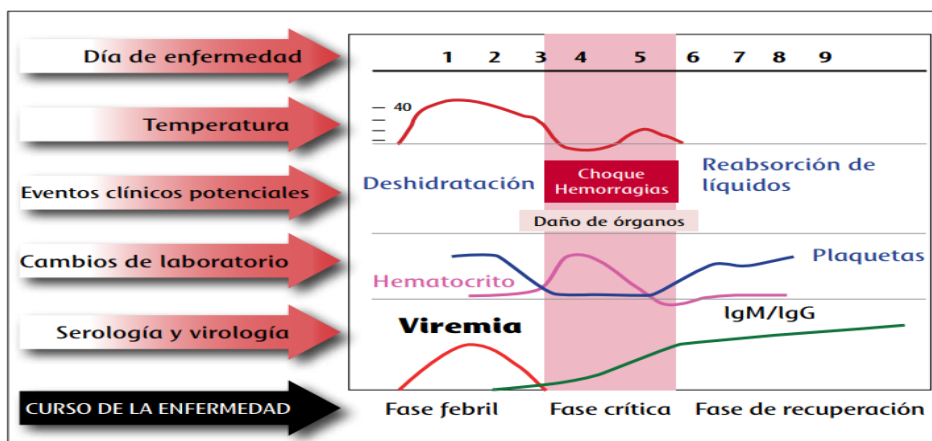 Día de enfermedad
1 2 3 4 5 6 7 8 9
Temperatura
40
Eventos clínicos potenciales
Deshidratación
Choque
Hemorragias
Reabsorción de
líquidos
Daño de órganos
Cambios de laboratorio
Hematocrito
Plaquetas
Serología y virología
Viremia
IgM/IgG
CURSO DE LA ENFERMEDAD
Fase febril
Fase crítica
Fase de recuperación